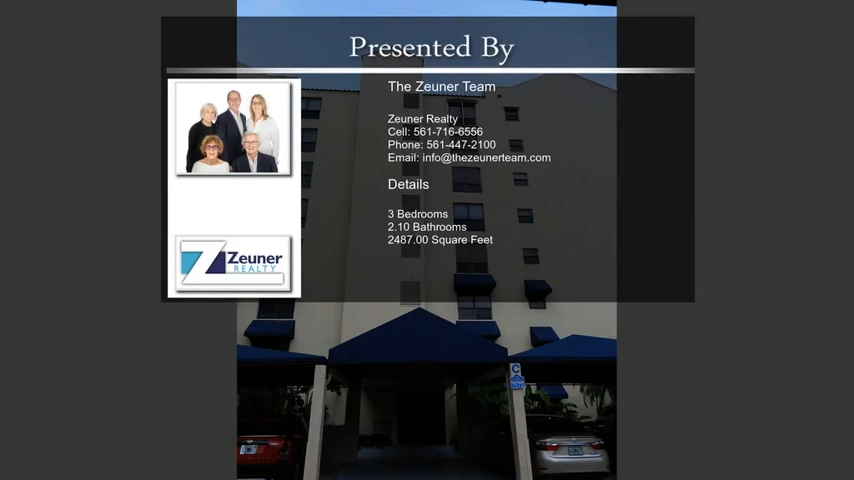 Presented By
The Zeuner Team
Zeuner Realty
Cell: 561-716-6556
Phone: 561-447-2100
Email: info@thezeunerteam.com
Details
3 Bedrooms
2.10 Bathrooms
2487.00 Square Feet
Zeuner
REALTY
C